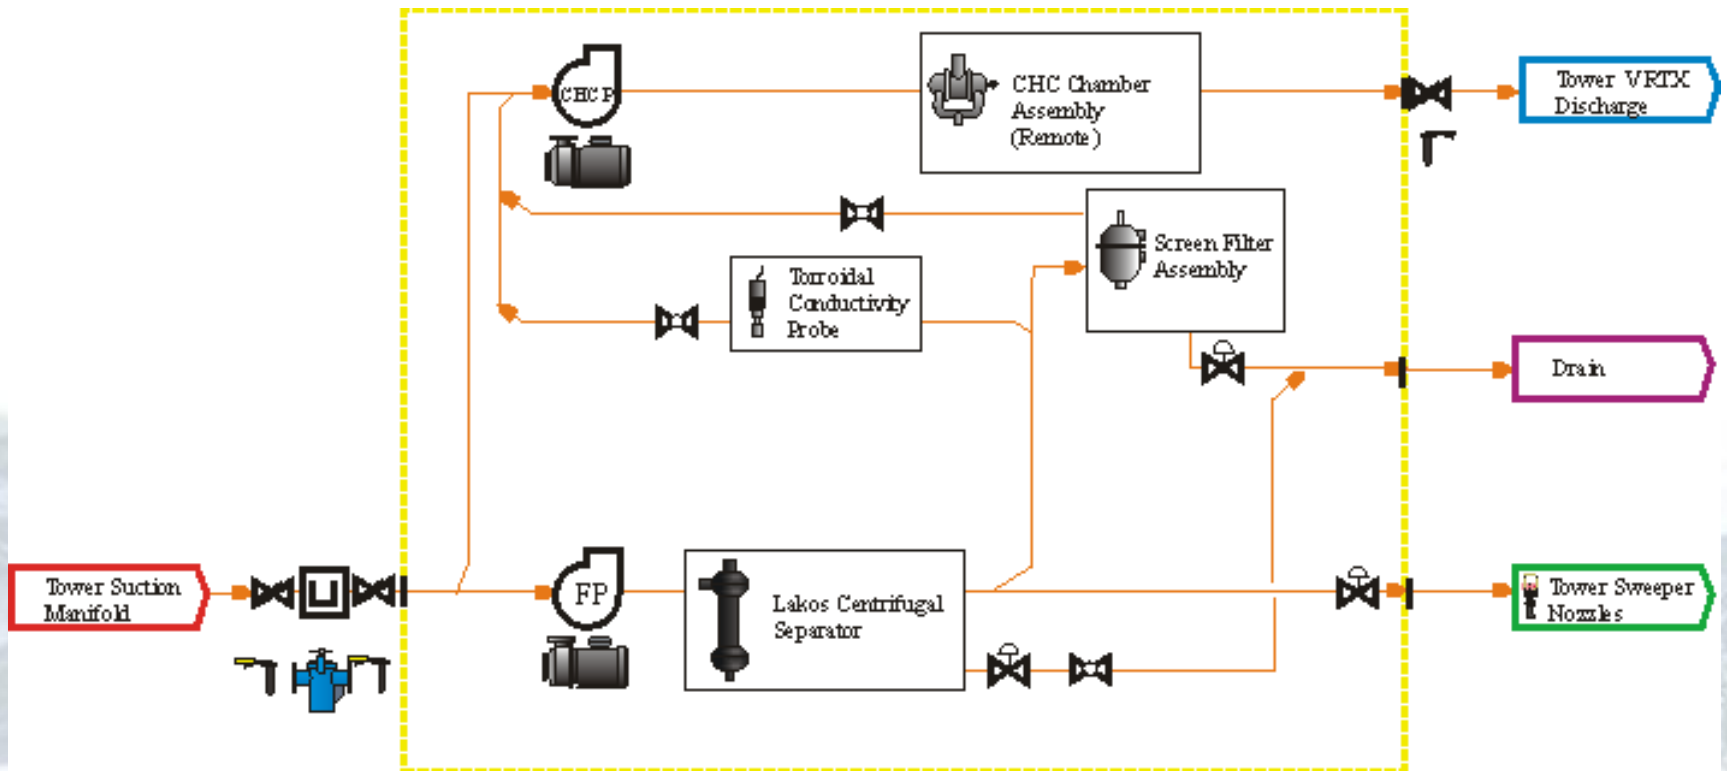 CHC P
CHC Chamber
Assembly
(Remote)
Tower VRTX
Discharge
Screen Filter
Assembly
Torroidal
Conductivity
Probe
Drain
Tower Suction
Manifold
FP
Lakos Centrifugal
Separator
Tower Sweeper
Nozzles